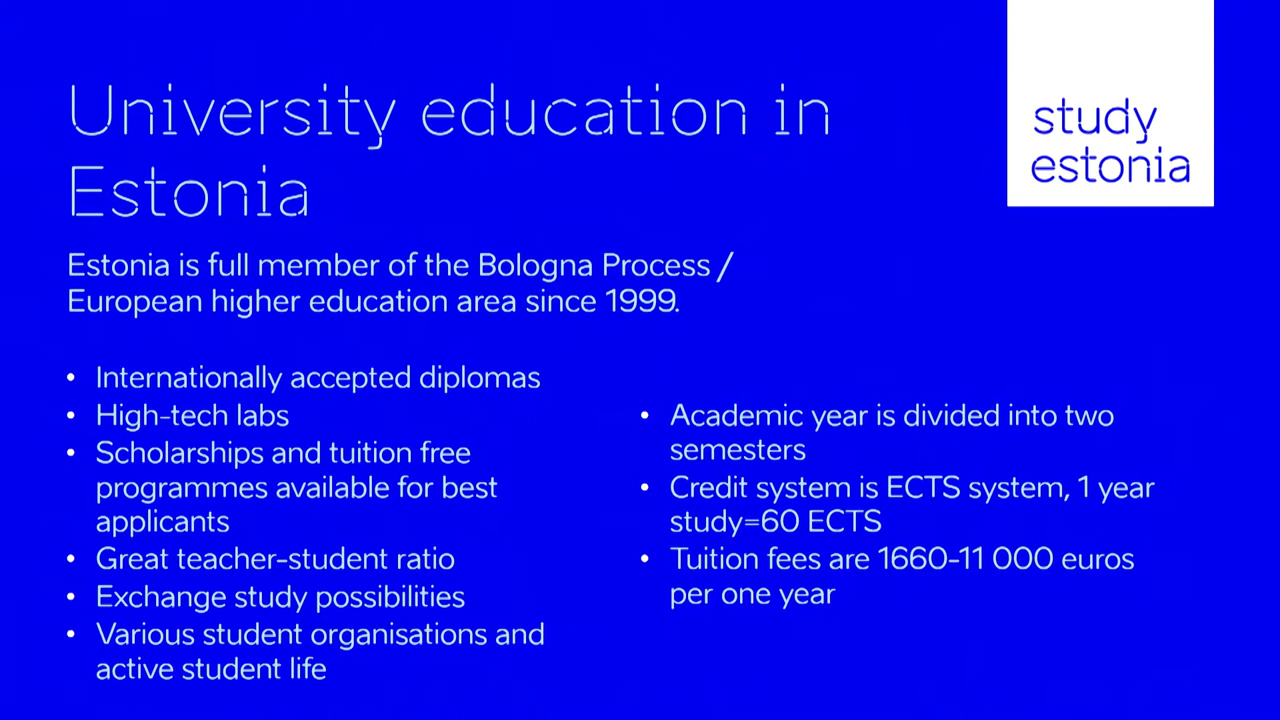 University education in
Estonia
study
estonia
Estonia is full member of the Bologna Process /
European higher education area since 1999.
• Internationally accepted diplomas
• High-tech labs
• Scholarships and tuition free
programmes available for best
applicants
• Great teacher-student ratio
• Exchange study possibilities
• Various student organisations and
active student life
• Academic year is divided into two
semesters
• Credit system is ECTS system, 1 year
study=60 ECTS
• Tuition fees are 1660-11 000 euros
per one year